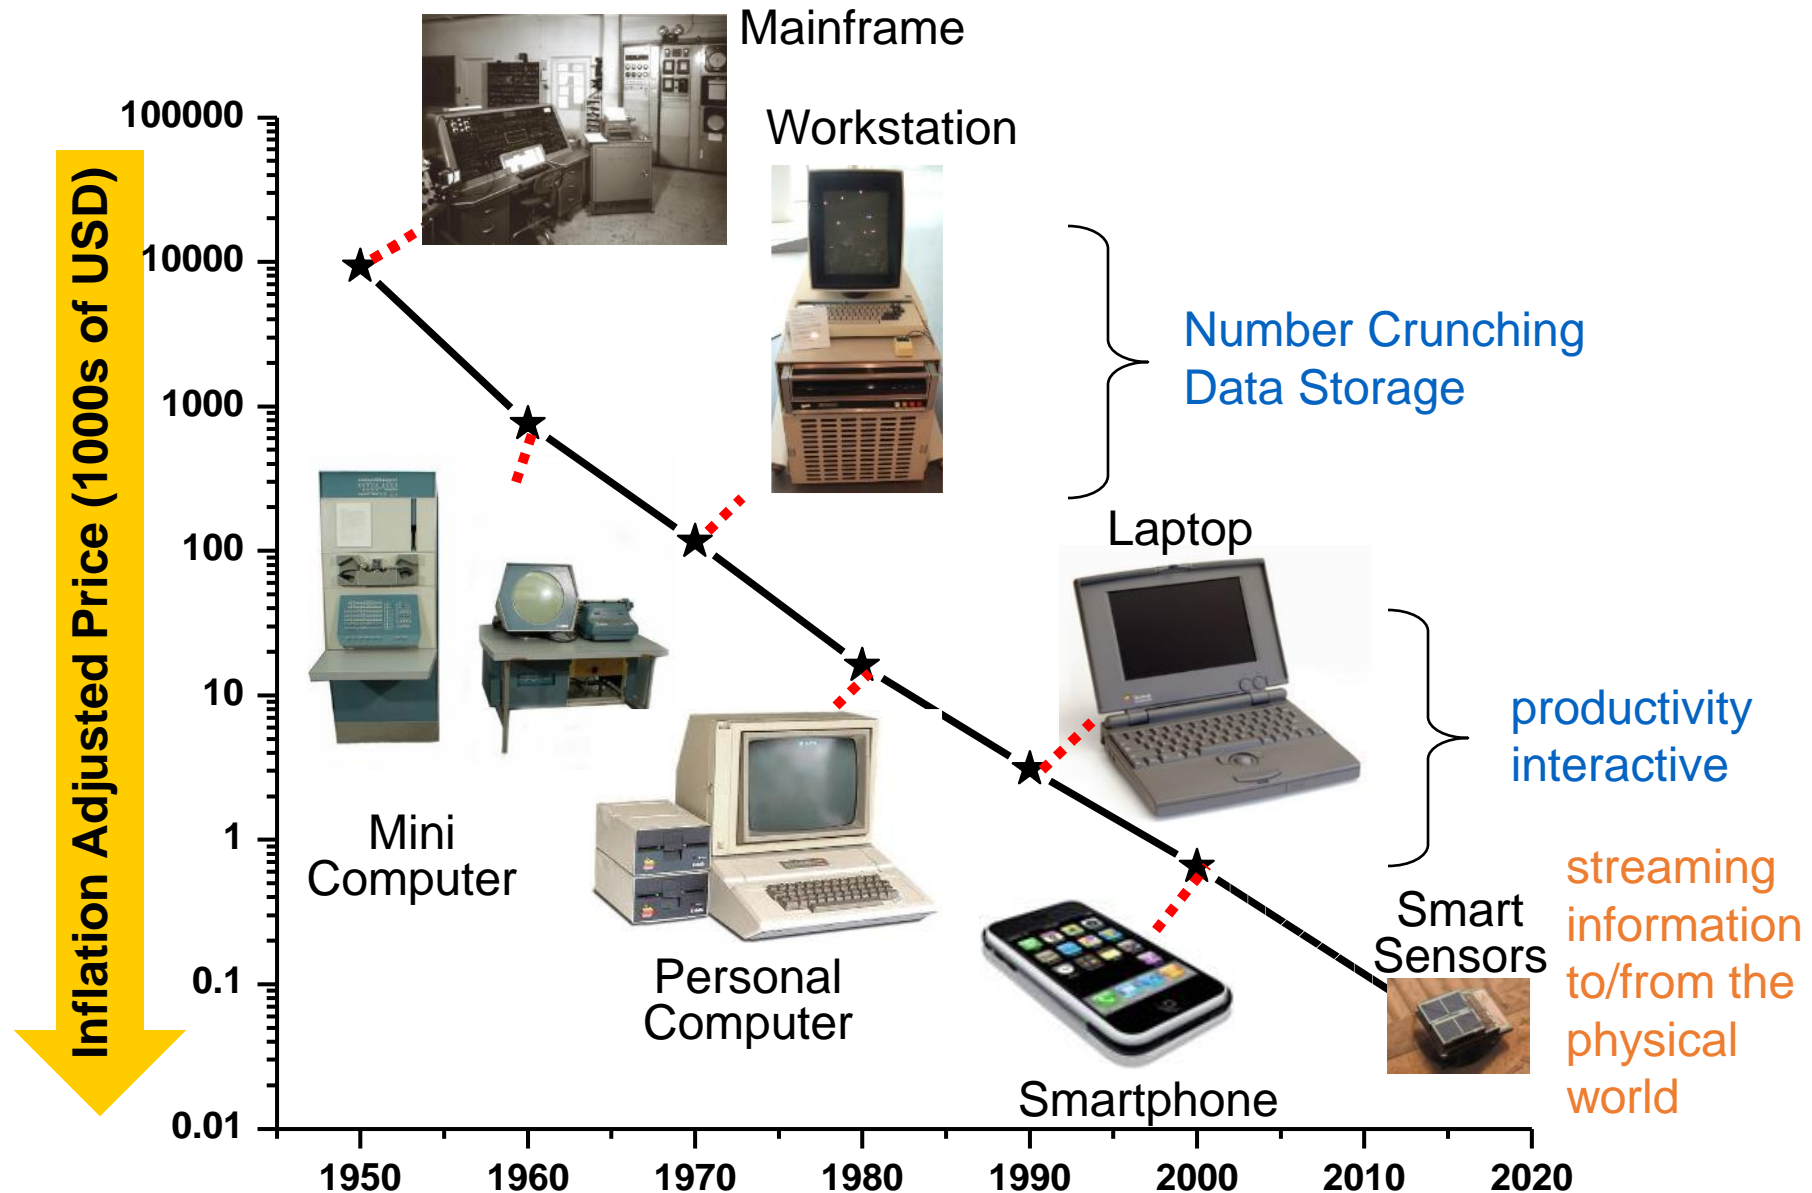 Mainframe
Workstation
Inflation Adjusted Price (1000s of USD)
100000
10000
1000
100
10
1
0.1
0.01
Number Crunching
Data Storage
Laptop
productivity
interactive
Mini
Computer
Personal
Computer
Smart
Sensors
streaming
information
to/from the
physical
world
Smartphone
1950
1960
1970
1980
1990
2000
2010
2020